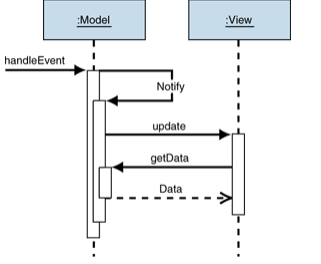 :Model
:View
handleEvent
Notify
update
getData
Data